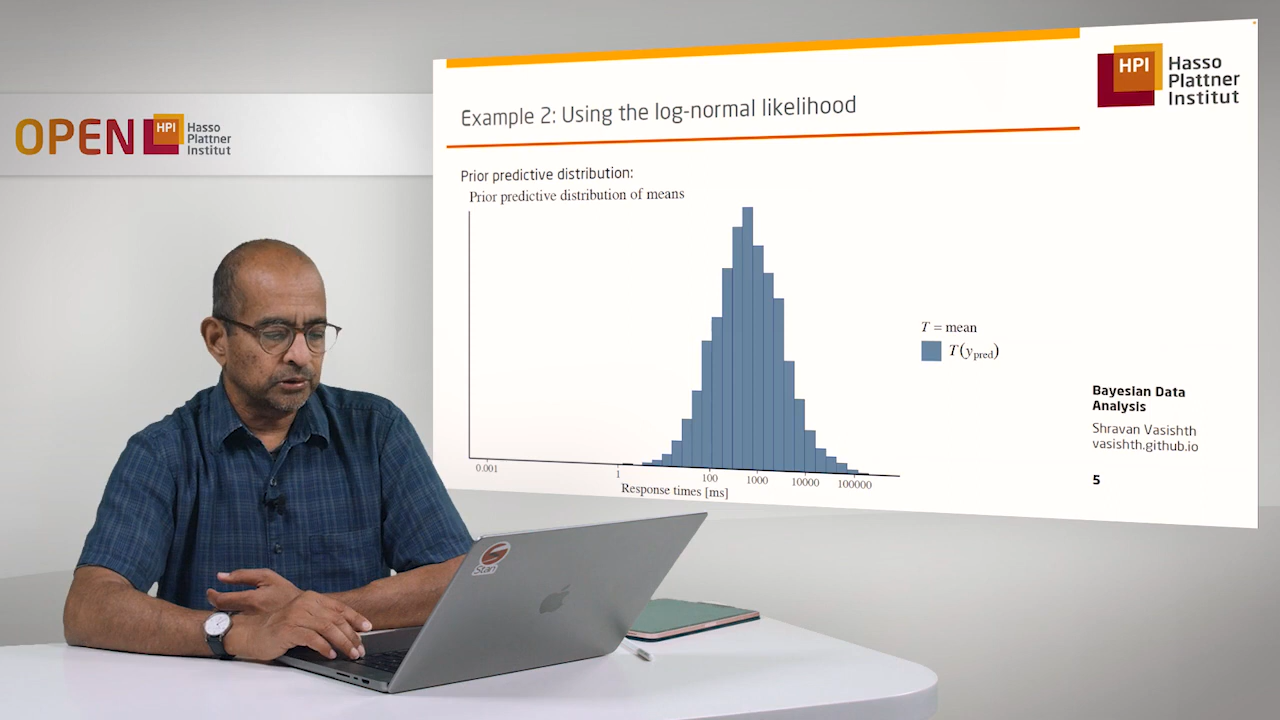 OPEN
HPI
Hasso
Plattner
Institut
Example 2: Using the log-normal likelihood
HPI
Hasso
Plattner
Institut
Prior predictive distribution:
Prior predictive distribution of means
T = mean
T(ypred)
0.001
1
100
1000
10000
100000
Response times [ms]
Bayesian Data
Analysis
Shravan Vasishth
vasishth.github.io
5
Stan